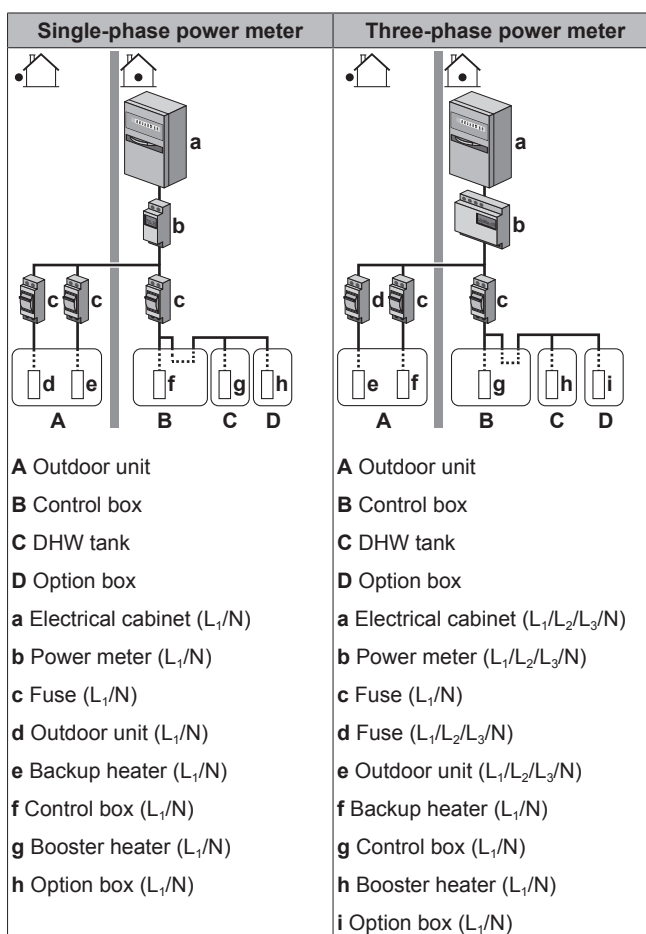 Single-phase power meter
Three-phase power meter
a
b
c c c
d e f g h
A B C D
a
b
d c c
e f g h i
A B C D
A Outdoor unit
B Control box
C DHW tank
D Option box
a Electrical cabinet (L₁/N)
b Power meter (L₁/N)
c Fuse (L₁/N)
d Outdoor unit (L₁/N)
e Backup heater (L₁/N)
f Control box (L₁/N)
g Booster heater (L₁/N)
h Option box (L₁/N)
A Outdoor unit
B Control box
C DHW tank
D Option box
a Electrical cabinet (L₁/L₂/L₃/N)
b Power meter (L₁/L₂/L₃/N)
c Fuse (L₁/N)
d Fuse (L₁/L₂/L₃/N)
e Outdoor unit (L₁/L₂/L₃/N)
f Backup heater (L₁/N)
g Control box (L₁/N)
h Booster heater (L₁/N)
i Option box (L₁/N)